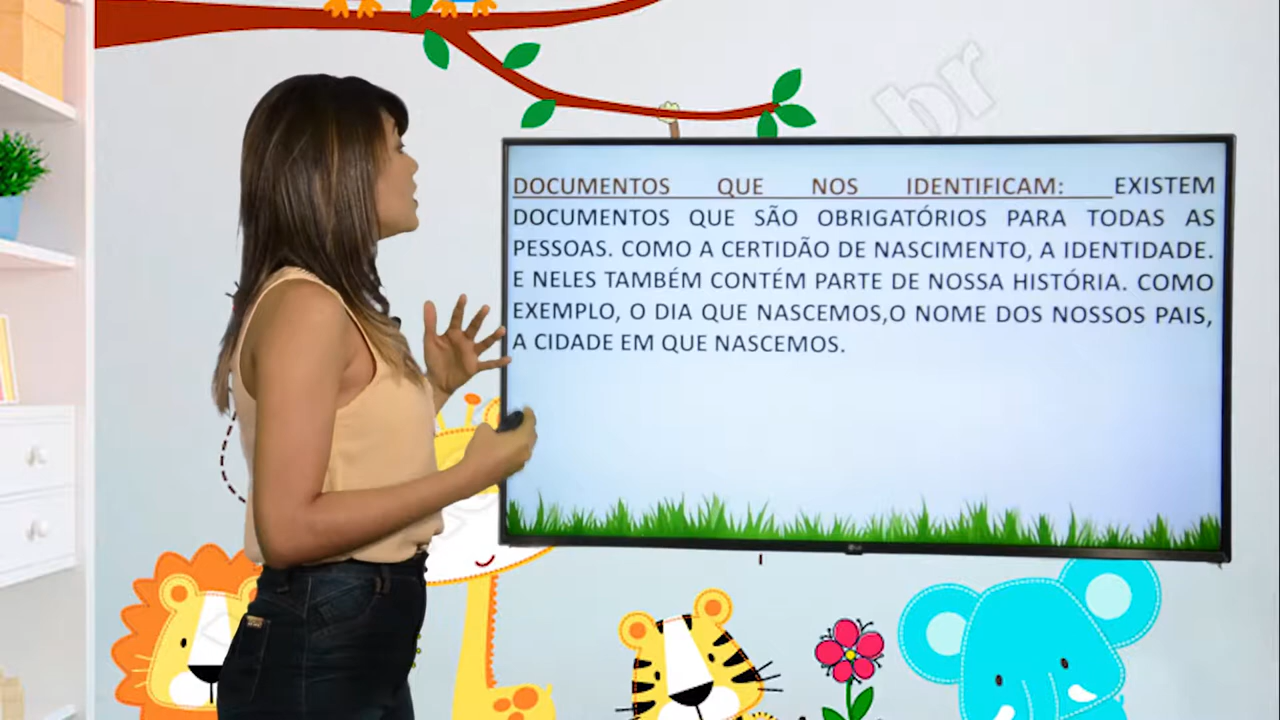 br
DOCUMENTOS QUE NOS IDENTIFICAM: EXISTEM
DOCUMENTOS QUE SÃO OBRIGATÓRIOS PARA TODAS AS
PESSOAS. COMO A CERTIDÃO DE NASCIMENTO, A IDENTIDADE.
E NELES TAMBÉM CONTÉM PARTE DE NOSSA HISTÓRIA. COMO
EXEMPLO, O DIA QUE NASCEMOS,O NOME DOS NOSSOS PAIS,
A CIDADE EM QUE NASCEMOS.
LG